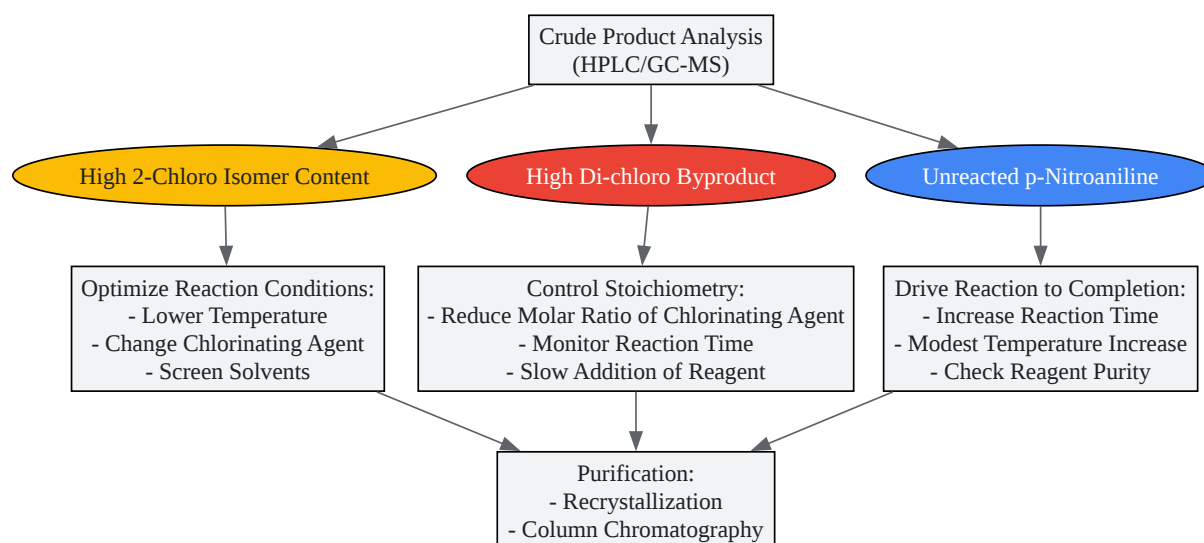 Crude Product Analysis
(HPLC/GC-MS)
High 2-Chloro Isomer Content
High Di-chloro Byproduct
Unreacted p-Nitroaniline
Optimize Reaction Conditions:
- Lower Temperature
- Change Chlorinating Agent
- Screen Solvents
Control Stoichiometry:
- Reduce Molar Ratio of Chlorinating Agent
- Monitor Reaction Time
- Slow Addition of Reagent
Drive Reaction to Completion:
- Increase Reaction Time
- Modest Temperature Increase
- Check Reagent Purity
Purification:
- Recrystallization
- Column Chromatography